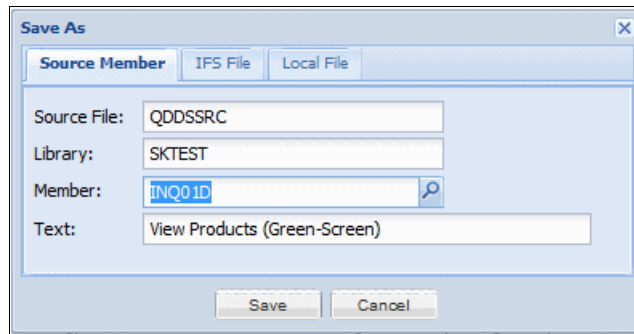 Save As
Source Member IFS File Local File
Source File: QDDSSRC
Library: SKTEST
Member: INQ01D
Text: View Products (Green-Screen)
Save Cancel